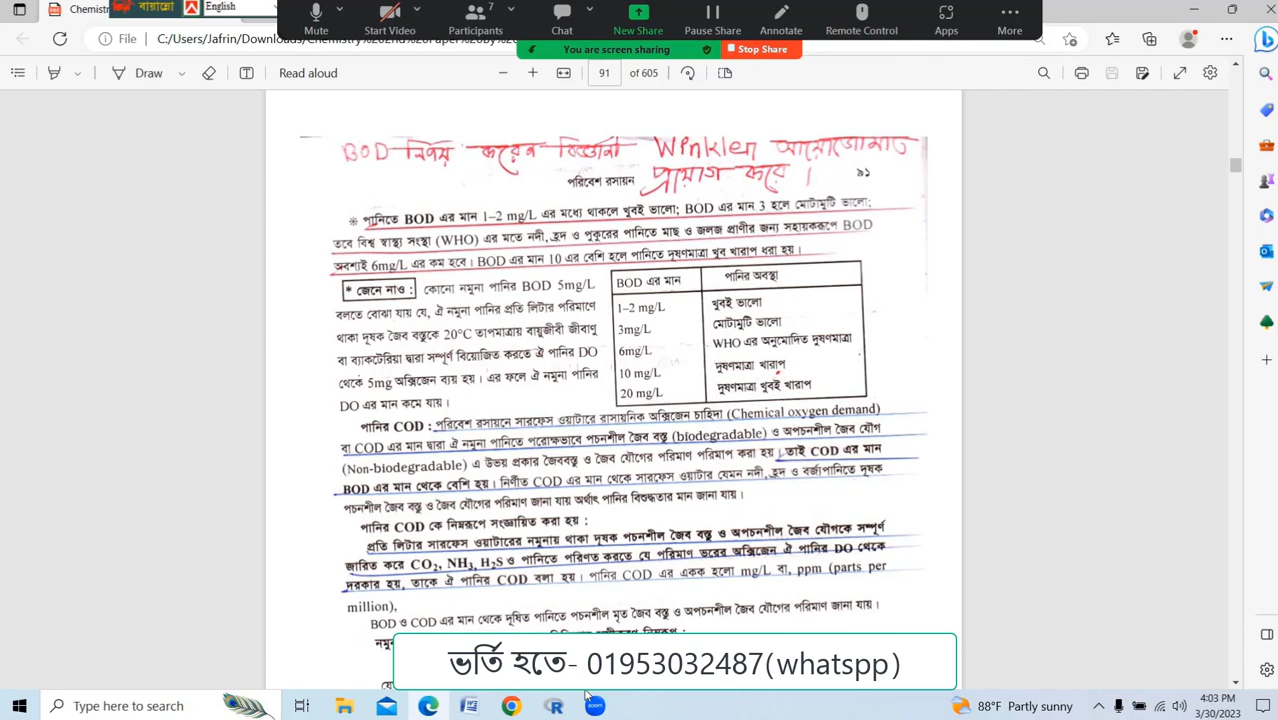 Chemistr
বায়ান্নো
English
Mute
Start Video
7
Participants
Chat
New Share
Pause Share
Annotate
Remote Control
Apps
More
You are screen sharing
Stop Share
File
C:/Users/Jafrin/Downloads/Chemistry
Draw
Read aloud
91
of 605
BOD নির্ণয় করেন বিজ্ঞানী
পরিবেশ রসায়ন
প্রয়োগ করে।
৯১
* পানিতে BOD এর মান 1–2 mg/L এর মধ্যে থাকলে খুবই ভালো; BOD এর মান 3 হলে মোটামুটি ভালো;
তবে বিশ্ব স্বাস্থ্য সংস্থা (WHO) এর মতে নদী, হ্রদ ও পুকুরের পানিতে মাছ ও জলজ প্রাণীর জন্য সহায়করূপে BOD
অবশ্যই 6mg/L এর কম হবে। BOD এর মান 10 এর বেশি হলে পানিতে দূষণমাত্রা খুব খারাপ ধরা হয়।
* জেনে নাও : কোনো নমুনা পানির BOD 5mg/L
বলতে বোঝা যায় যে, ঐ নমুনা পানির প্রতি লিটার পরিমাণে
থাকা দূষক জৈব বস্তুকে 20°C তাপমাত্রায় বায়ুজীবী জীবাণু
বা ব্যাকটেরিয়া দ্বারা সম্পূর্ণ বিয়োজিত করতে ঐ পানির DO
থেকে 5mg অক্সিজেন ব্যয় হয়। এর ফলে ঐ নমুনা পানির
DO এর মান কমে যায়।
BOD এর মান	পানির অবস্থা
1–2 mg/L	খুবই ভালো
3mg/L	মোটামুটি ভালো
6mg/L	WHO এর অনুমোদিত দুষণমাত্রা
10 mg/L	দুষণমাত্রা খারাপ
20 mg/L	দুষণমাত্রা খুবই খারাপ
পানির COD : পরিবেশ রসায়নে সারফেস ওয়াটারে রাসায়নিক অক্সিজেন চাহিদা (Chemical oxygen demand)
বা COD এর মান দ্বারা ঐ নমুনা পানিতে পরোক্ষভাবে পচনশীল জৈব বস্তু (biodegradable) ও অপচনশীল জৈব যৌগ
(Non-biodegradable) এ উভয় প্রকার জৈববস্তু ও জৈব যৌগের পরিমাণ পরিমাপ করা হয়। তাই COD এর মান
BOD এর মান থেকে বেশি হয়। নির্ণীত COD এর মান থেকে সারফেস ওয়াটার যেমন নদী, হ্রদ ও বর্জ্যপানিতে দূষক
পচনশীল জৈব বস্তু ও জৈব যৌগের পরিমাণ জানা যায় অর্থাৎ পানির বিশুদ্ধতার মান জানা যায়।
পানির COD কে নিম্নরূপে সংজ্ঞায়িত করা হয় :
প্রতি লিটার সারফেস ওয়াটারের নমুনায় থাকা দূষক পচনশীল জৈব বস্তু ও অপচনশীল জৈব যৌগকে সম্পূর্ণ
জারিত করে CO₂, NH₃, H₂S ও পানিতে পরিণত করতে যে পরিমাণ ভরের অক্সিজেন ঐ পানির DO থেকে
দরকার হয়, তাকে ঐ পানির COD বলা হয়। পানির COD এর একক হলো mg/L বা, ppm (parts per
million),
BOD ও COD এর মান থেকে দূষিত পানিতে পচনশীল মৃত জৈব বস্তু ও অপচনশীল জৈব যৌগের পরিমাণ জানা যায়।
ভর্তি হতে- 01953032487(whatspp)
Type here to search
zoom
88°F Partly sunny
4:03 PM
3/30/2023